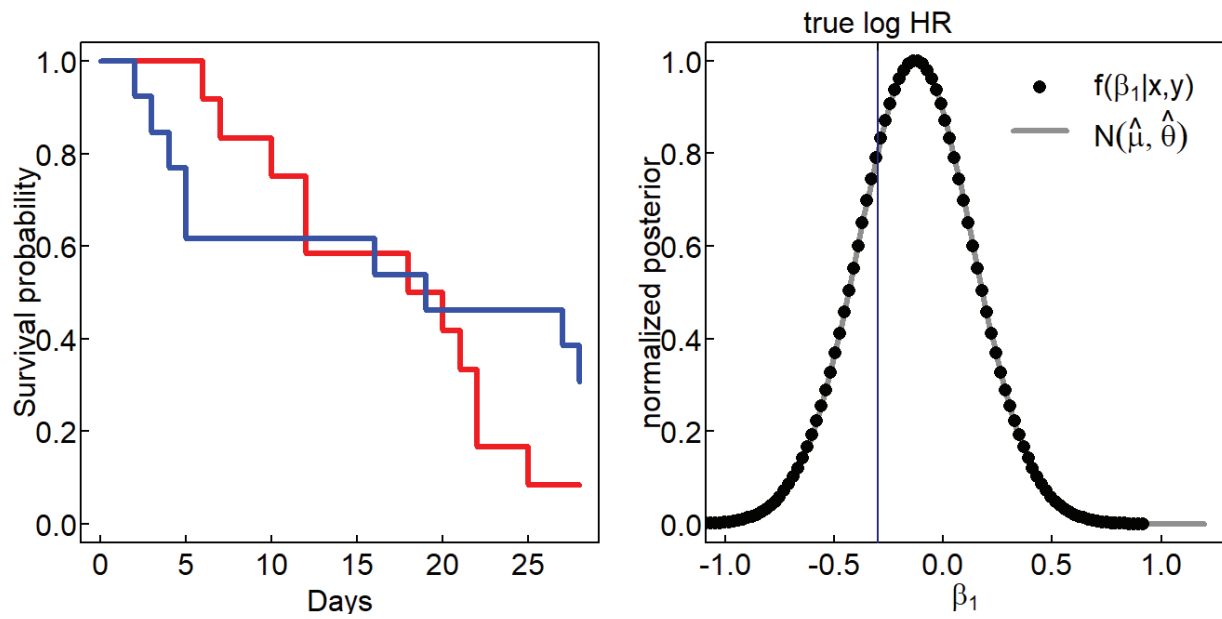 Survival probability
1.0
0.8
0.6
0.4
0.2
0.0
0 5 10 15 20 25
Days
true log HR
normalized posterior
1.0
0.8
0.6
0.4
0.2
0.0
-1.0 -0.5 0.0 0.5 1.0
β₁
f(β₁|x,y)
N(μ̂, θ̂)